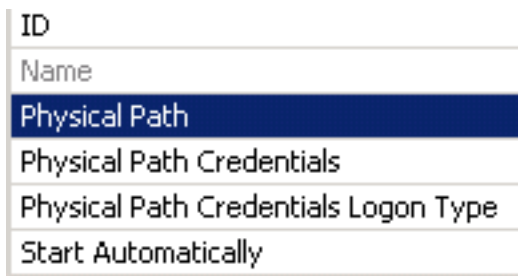 ID
Name
Physical Path
Physical Path Credentials
Physical Path Credentials Logon Type
Start Automatically